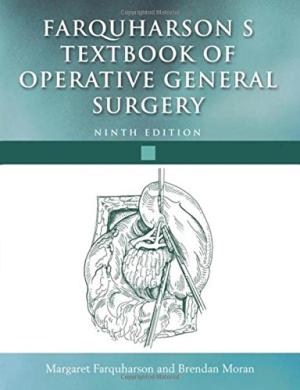 FARQUHARSON S
TEXTBOOK OF
OPERATIVE GENERAL
SURGERY
NINTH EDITION
Margaret Farquharson and Brendan Moran